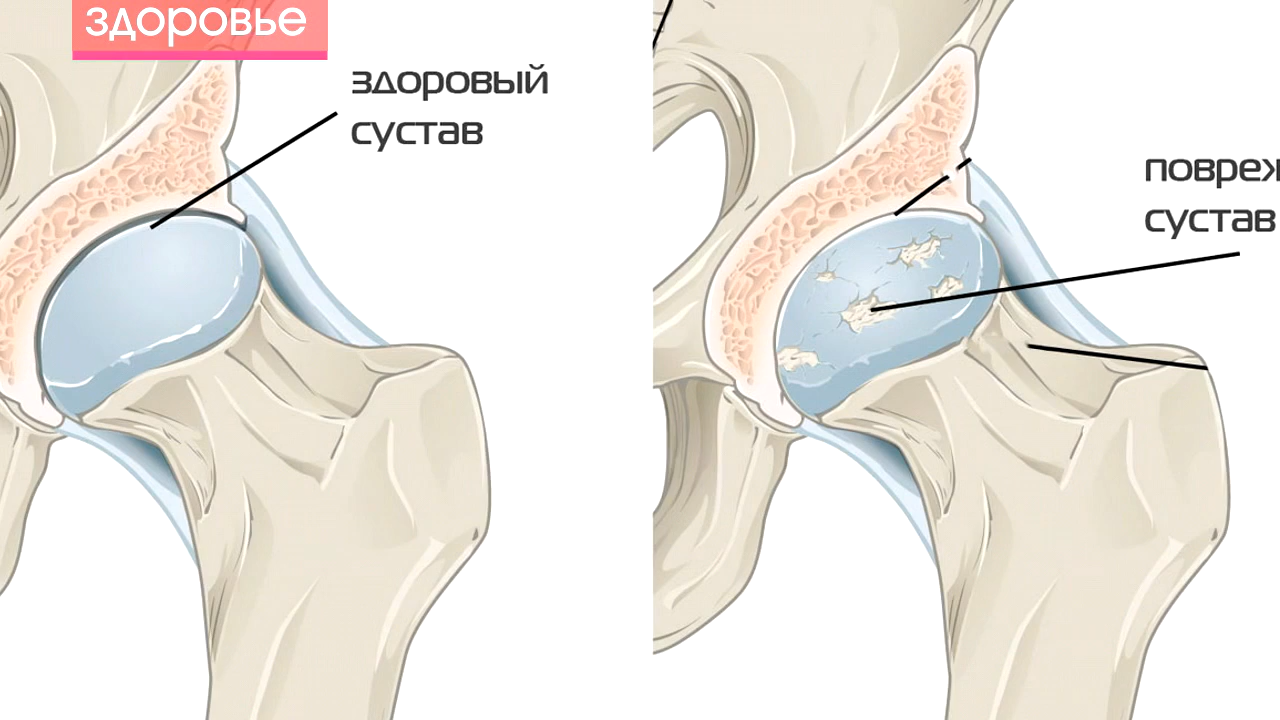 здоровье
здоровый
сустав
повреж
сустав